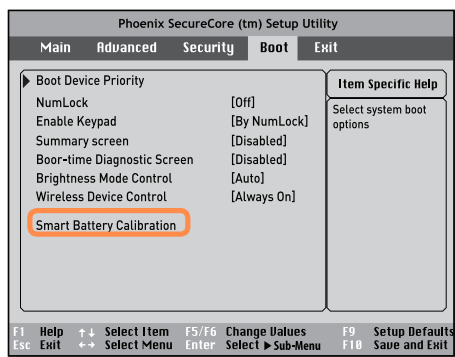 Phoenix SecureCore (tm) Setup Utility
Main Advanced Security Boot Exit
Boot Device Priority
NumLock [Off]
Enable Keypad [By NumLock]
Summary screen [Disabled]
Boor-time Diagnostic Screen [Disabled]
Brightness Mode Control [Auto]
Wireless Device Control [Always On]
Smart Battery Calibration
Item Specific Help
Select system boot
options
F1 Help ↑↓ Select Item F5/F6 Change Values F9 Setup Defaults
Esc Exit ←→ Select Menu Enter Select ▶ Sub-Menu F10 Save and Exit